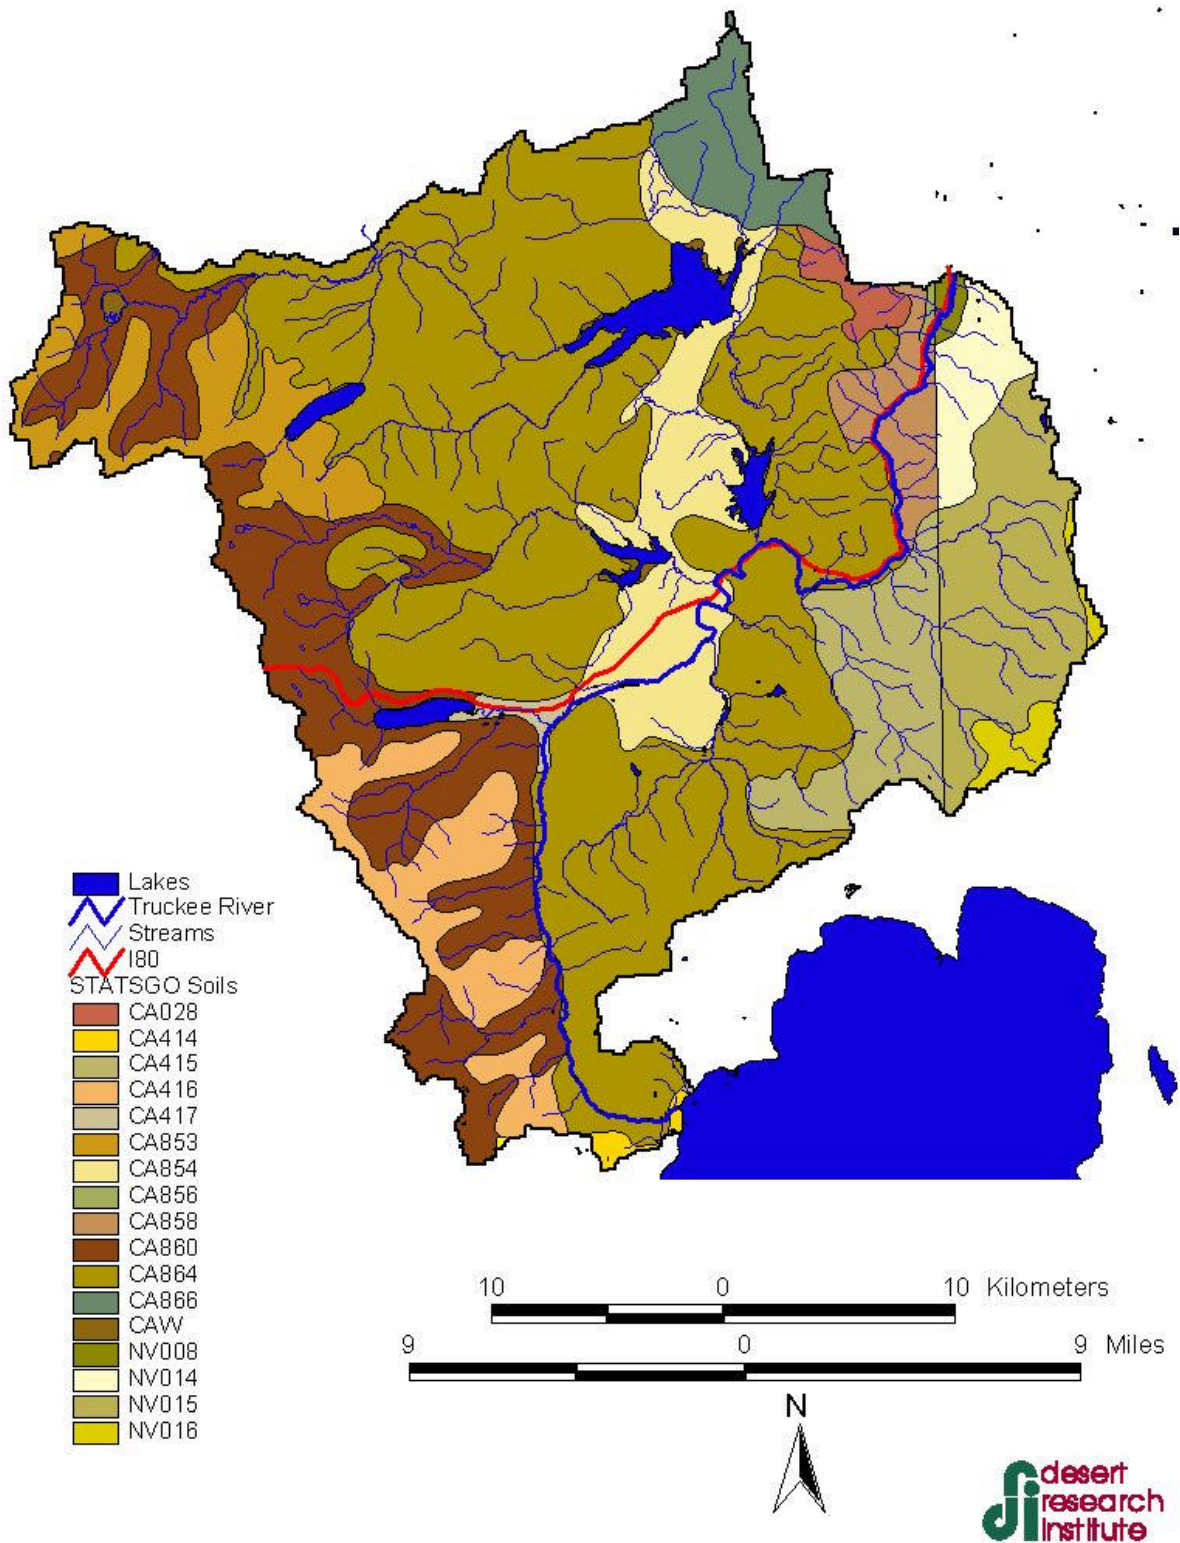 Lakes
Truckee River
Streams
I80
STATSGO Soils
CA028
CA414
CA415
CA416
CA417
CA853
CA854
CA856
CA858
CA860
CA864
CA866
CAW
NV008
NV014
NV015
NV016
10 0 10 Kilometers
9 0 9 Miles
N
desert
research
institute